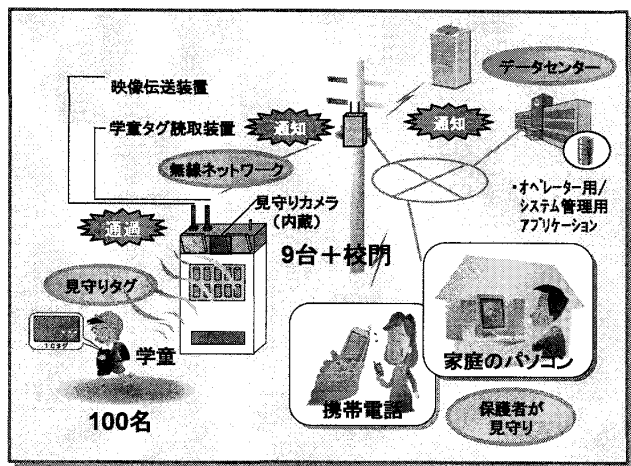 映像伝送装置
学童タグ読取装置
通知
無線ネットワーク
データセンター
通知
・オペレーター用/
システム管理用
アプリケーション
見守りカメラ
(内蔵)
通過
9台+校門
見守りタグ
ICタグ
学童
100名
携帯電話
家庭のパソコン
保護者が
見守り